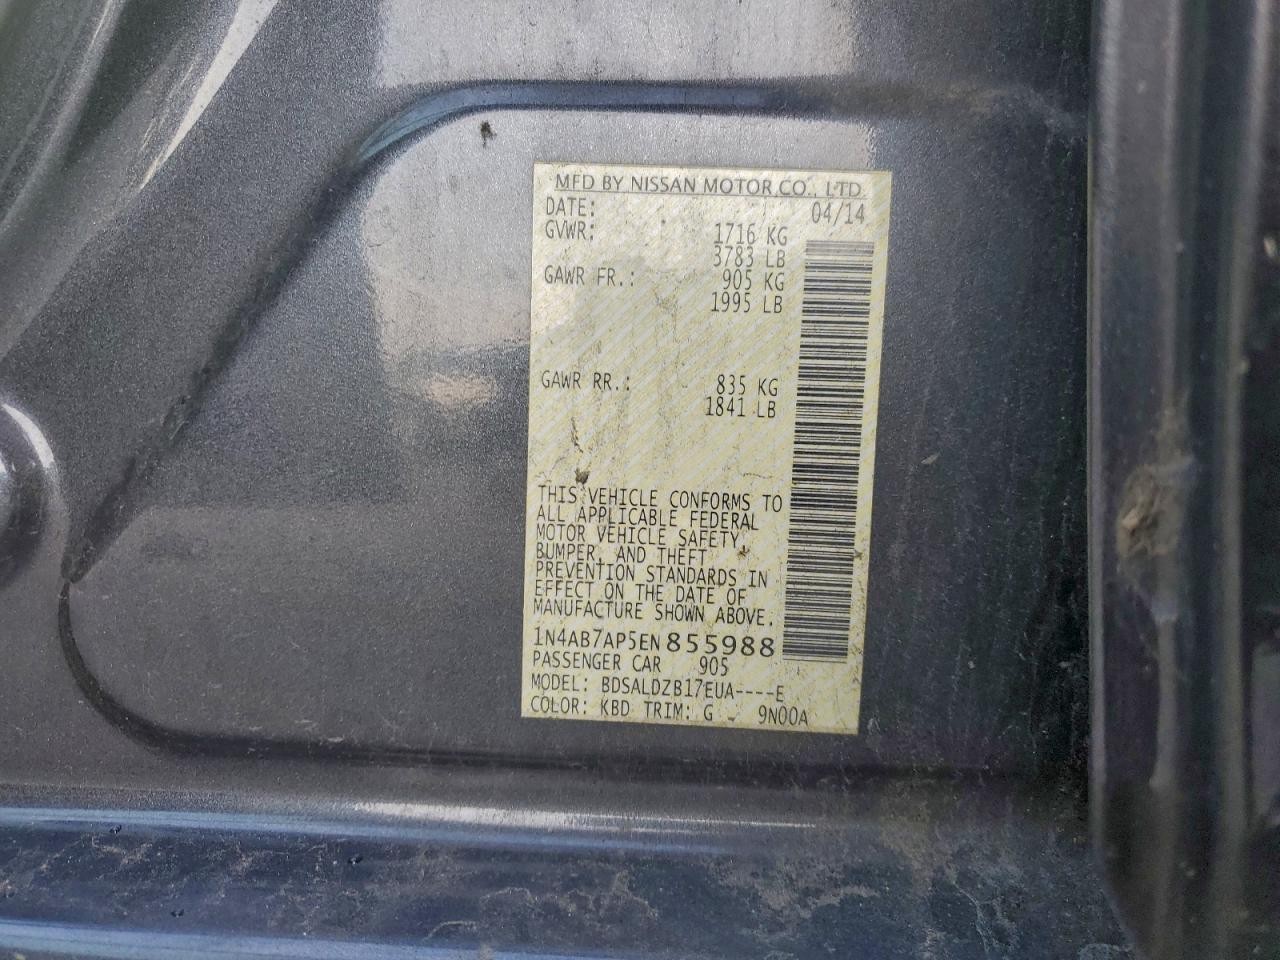 MFD BY NISSAN MOTOR CO., LTD.
DATE: 04/14
GVWR: 1716 KG
3783 LB
GAWR FR.: 905 KG
1995 LB
GAWR RR.: 835 KG
1841 LB
THIS VEHICLE CONFORMS TO
ALL APPLICABLE FEDERAL
MOTOR VEHICLE SAFETY,
BUMPER, AND THEFT
PREVENTION STANDARDS IN
EFFECT ON THE DATE OF
MANUFACTURE SHOWN ABOVE.
1N4AB7AP5EN855988
PASSENGER CAR 905
MODEL: BDSALDZB17EUA----E
COLOR: KBD TRIM: G - 9N00A